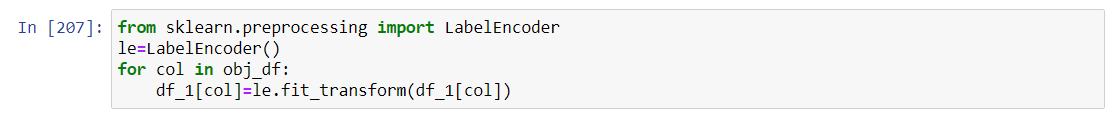 In [207]: from sklearn.preprocessing import LabelEncoder
le=LabelEncoder()
for col in obj_df:
    df_1[col]=le.fit_transform(df_1[col])